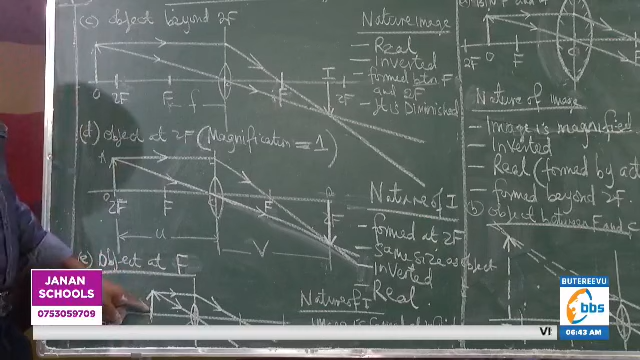 (c) object beyond 2F
Nature image
— Real
— Inverted
— formed btn F
and 2F
— It is Diminished
O 2F F f F I 2F
(d) object at 2F (Magnification = 1)
A
O 2F F F 2F
u
V
Nature of I
— formed at 2F
— Same size as object
— Inverted
— Real
(e) Object at F
Nature of I
2F F C F
Nature of Image
— Image is magnified
— Inverted
— Real (formed by
— formed beyond 2F.
(b) Object between F and C
JANAN
SCHOOLS
0753059709
BUTEREEVU
bbs
06:43 AM